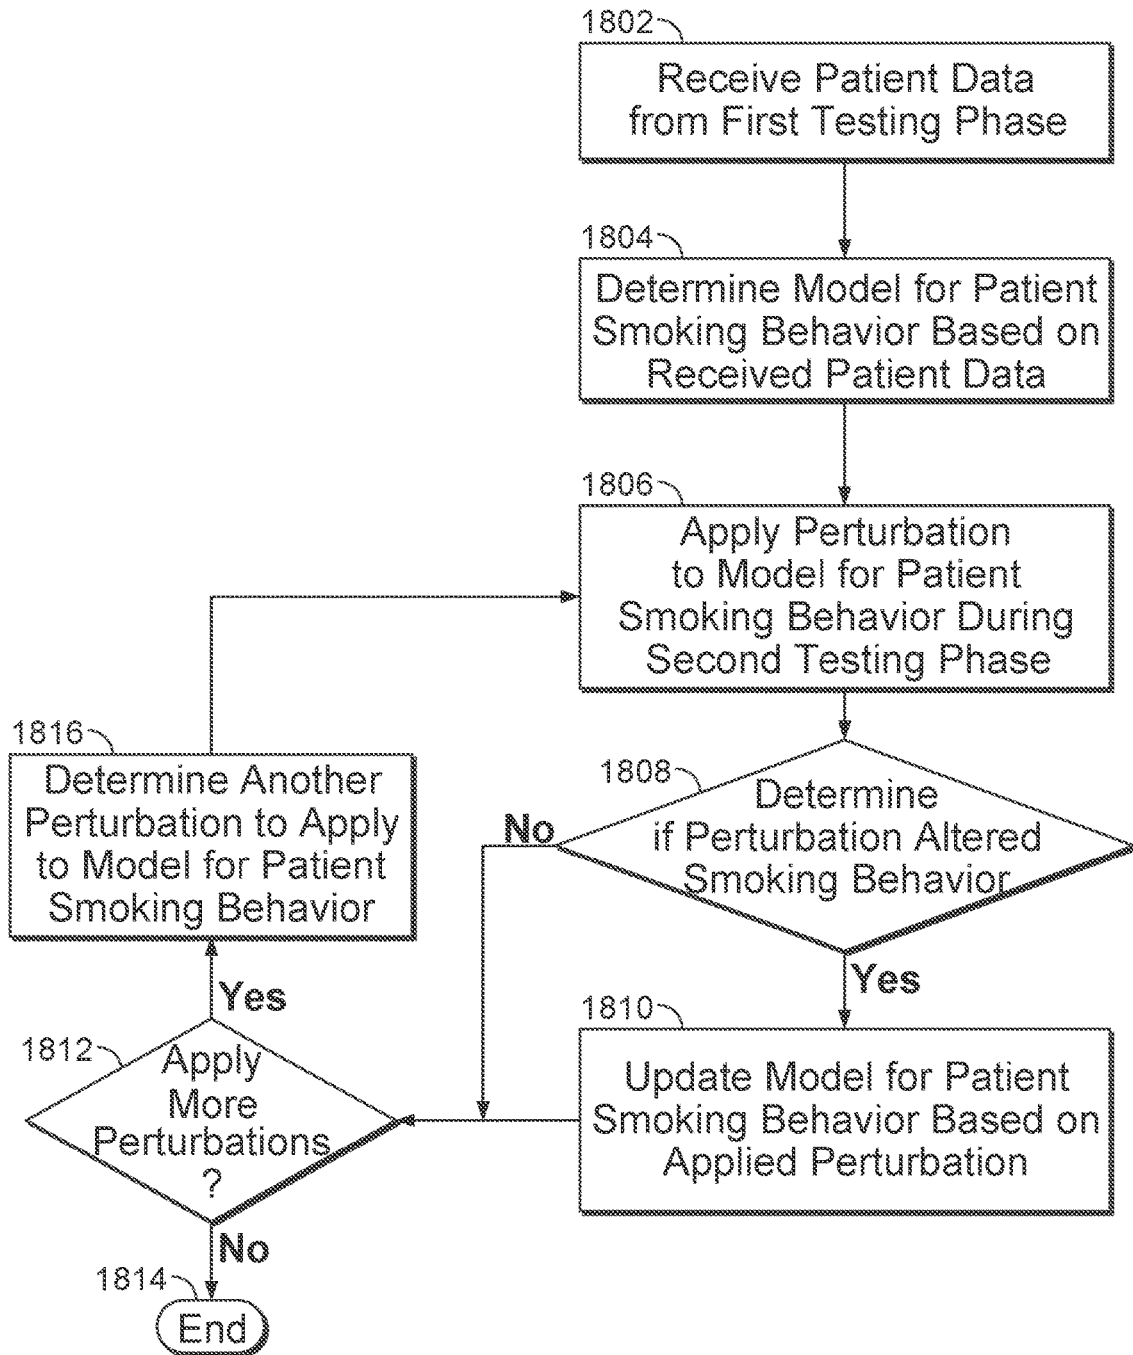 1802
Receive Patient Data
from First Testing Phase
1804
Determine Model for Patient
Smoking Behavior Based on
Received Patient Data
1806
Apply Perturbation
to Model for Patient
Smoking Behavior During
Second Testing Phase
1808
Determine
if Perturbation Altered
Smoking Behavior
No
Yes
1810
Update Model for Patient
Smoking Behavior Based on
Applied Perturbation
1812
Apply
More
Perturbations
?
Yes
No
1816
Determine Another
Perturbation to Apply
to Model for Patient
Smoking Behavior
1814
End